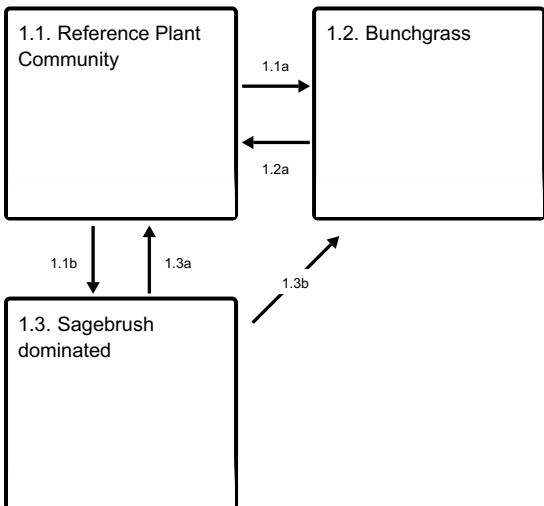 1.1. Reference Plant
Community
1.1a
1.2. Bunchgrass
1.2a
1.1b
1.3a
1.3b
1.3. Sagebrush
dominated